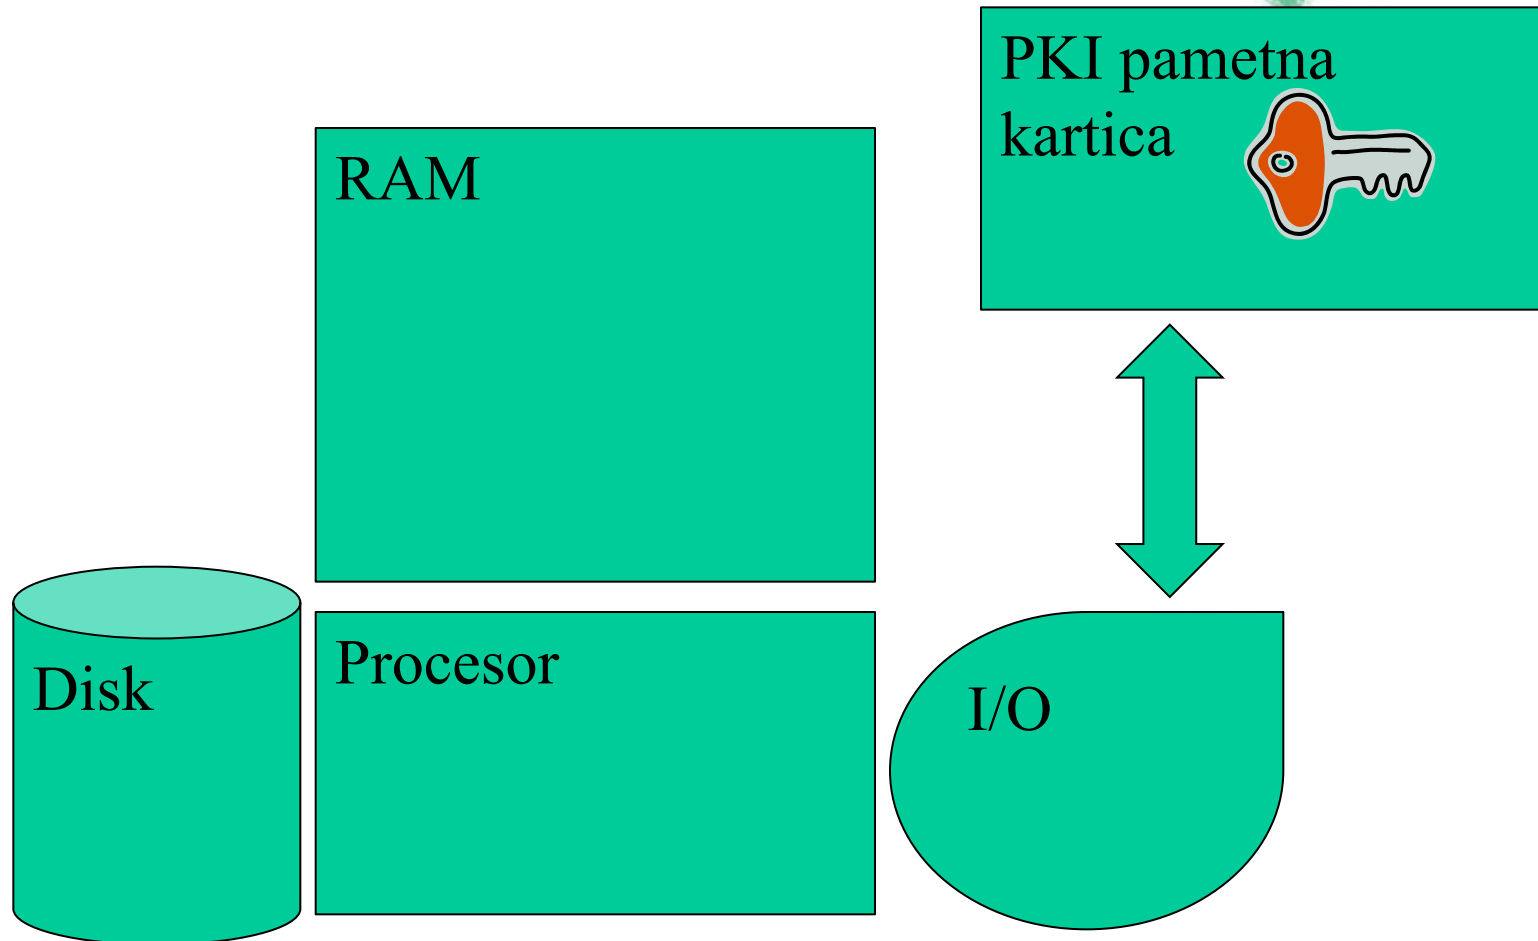 PKI pametna
kartica
RAM
Procesor
Disk
I/O